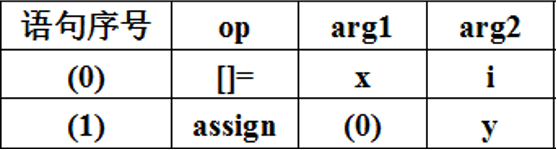 语句序号 op arg1 arg2
(0) []= x i
(1) assign (0) y